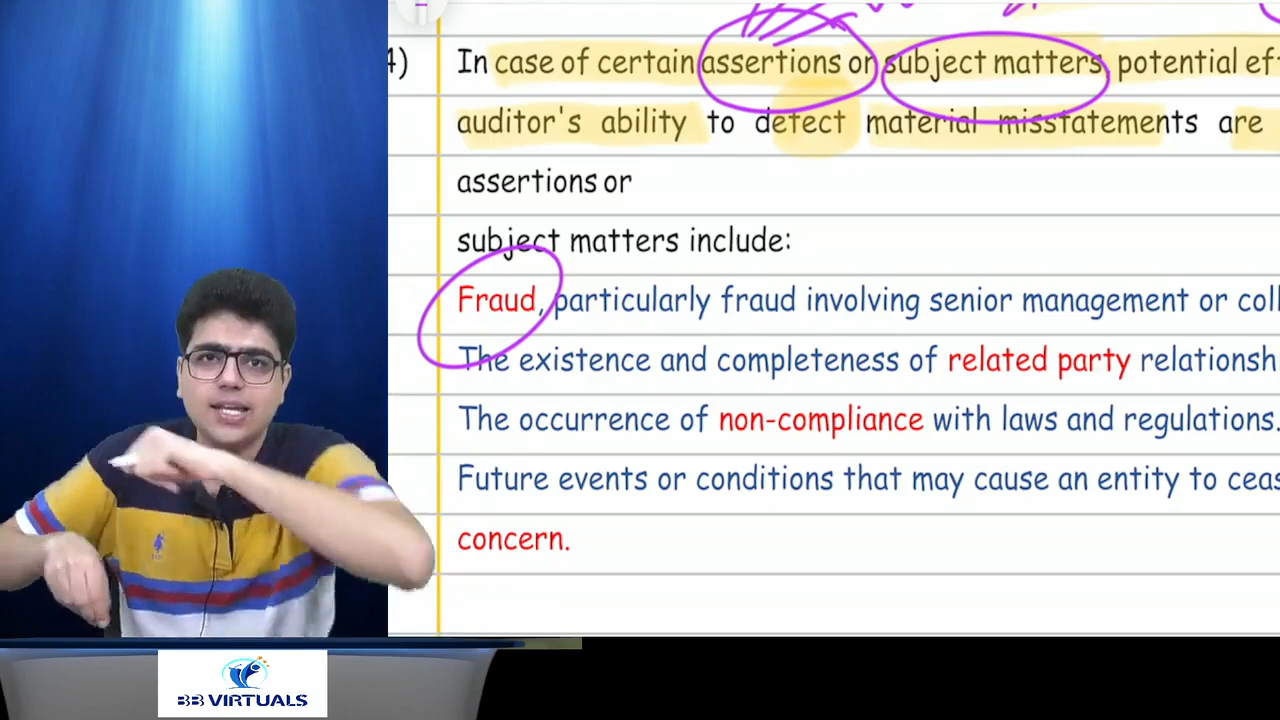 4) In case of certain assertions or subject matters, potential ef
auditor's ability to detect material misstatements are
assertions or
subject matters include:
Fraud, particularly fraud involving senior management or coll
The existence and completeness of related party relationsh
The occurrence of non-compliance with laws and regulations.
Future events or conditions that may cause an entity to ceas
concern.
BB VIRTUALS